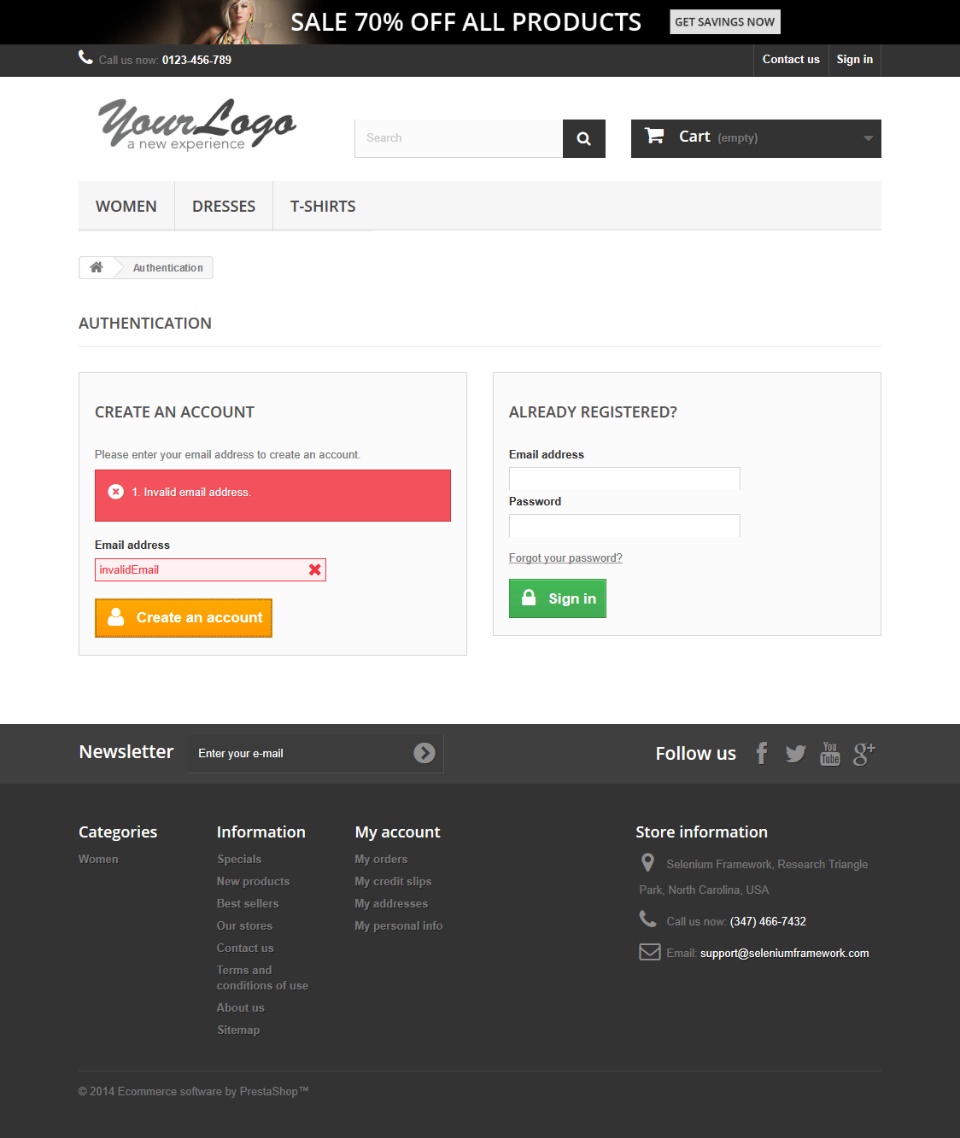 SALE 70% OFF ALL PRODUCTS GET SAVINGS NOW
Call us now: 0123-456-789 Contact us Sign in
YourLogo
a new experience
Search
Cart (empty)
WOMEN DRESSES T-SHIRTS
Authentication
AUTHENTICATION
CREATE AN ACCOUNT
Please enter your email address to create an account.
1. Invalid email address.
Email address
invalidEmail
Create an account
ALREADY REGISTERED?
Email address
Password
Forgot your password?
Sign in
Newsletter Enter your e-mail
Follow us
You
Tube
g+
Categories
Women
Information
Specials
New products
Best sellers
Our stores
Contact us
Terms and
conditions of use
About us
Sitemap
My account
My orders
My credit slips
My addresses
My personal info
Store information
Selenium Framework, Research Triangle
Park, North Carolina, USA
Call us now: (347) 466-7432
Email: support@seleniumframework.com
© 2014 Ecommerce software by PrestaShop™